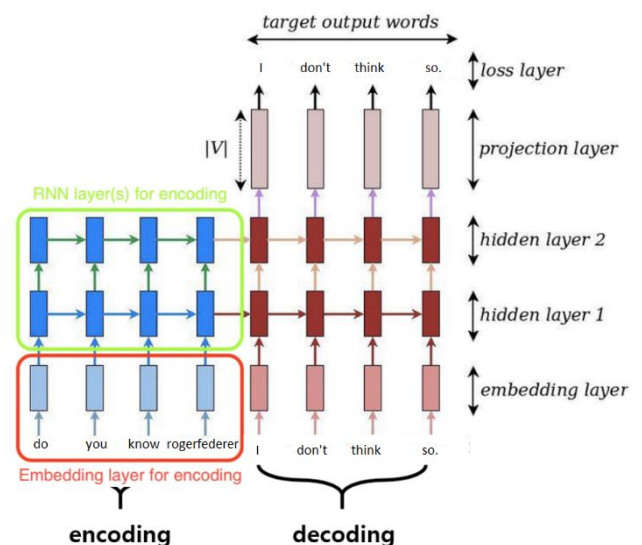 target output words
I don't think so.
loss layer
|V|
projection layer
RNN layer(s) for encoding
hidden layer 2
hidden layer 1
embedding layer
do you know rogerfederer
I don't think so.
Embedding layer for encoding
encoding
decoding